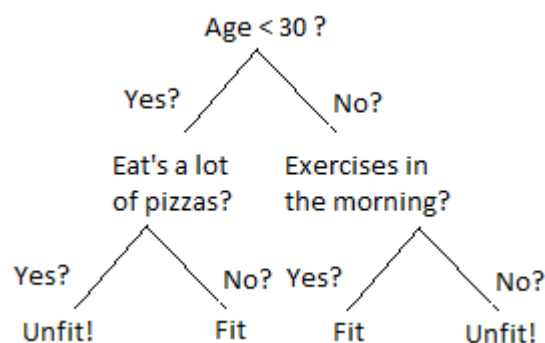 Age < 30 ?
Yes?
No?
Eat's a lot
of pizzas?
Exercises in
the morning?
Yes?
No?
Yes?
No?
Unfit!
Fit
Fit
Unfit!